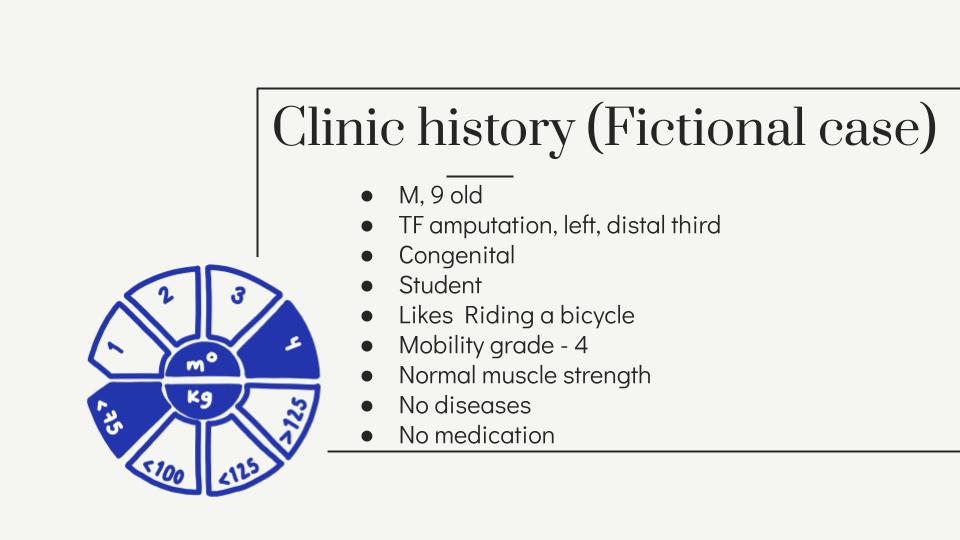 Clinic history (Fictional case)
● M, 9 old
● TF amputation, left, distal third
● Congenital
● Student
● Likes  Riding a bicycle
● Mobility grade - 4
● Normal muscle strength
● No diseases
● No medication
1
2
3
4
m°
kg
<75
<100
<125
>125